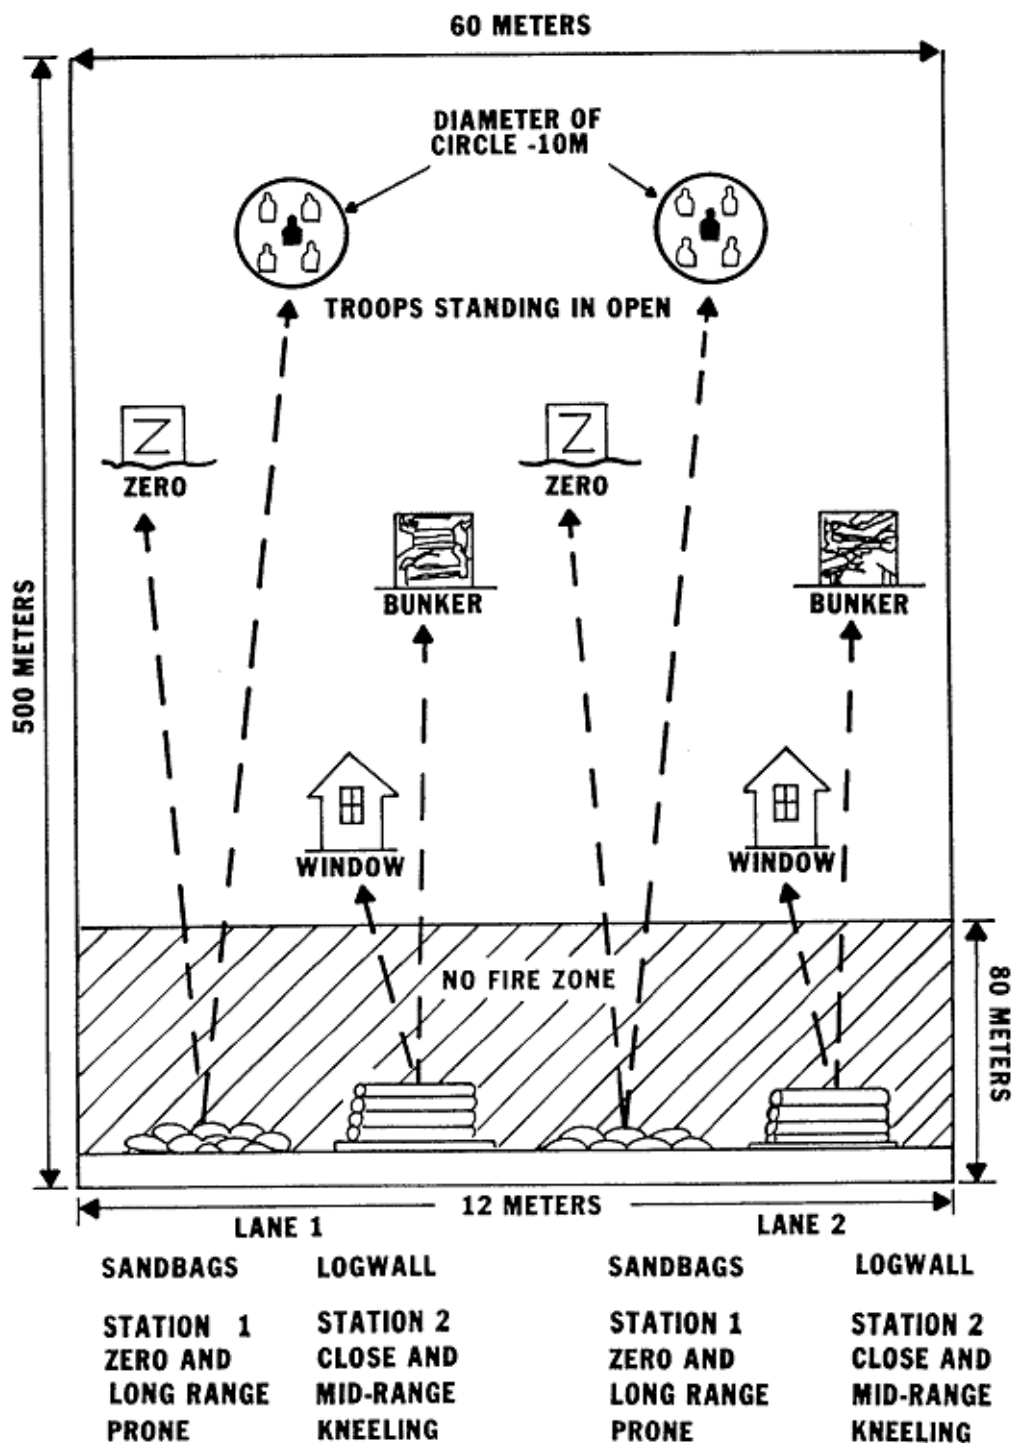 60 METERS
DIAMETER OF
CIRCLE -10M
TROOPS STANDING IN OPEN
Z
Z
ZERO
ZERO
BUNKER
BUNKER
500 METERS
WINDOW
WINDOW
NO FIRE ZONE
80 METERS
12 METERS
LANE 1
LANE 2
SANDBAGS
LOGWALL
SANDBAGS
LOGWALL
STATION 1
ZERO AND
LONG RANGE
PRONE
STATION 2
CLOSE AND
MID-RANGE
KNEELING
STATION 1
ZERO AND
LONG RANGE
PRONE
STATION 2
CLOSE AND
MID-RANGE
KNEELING